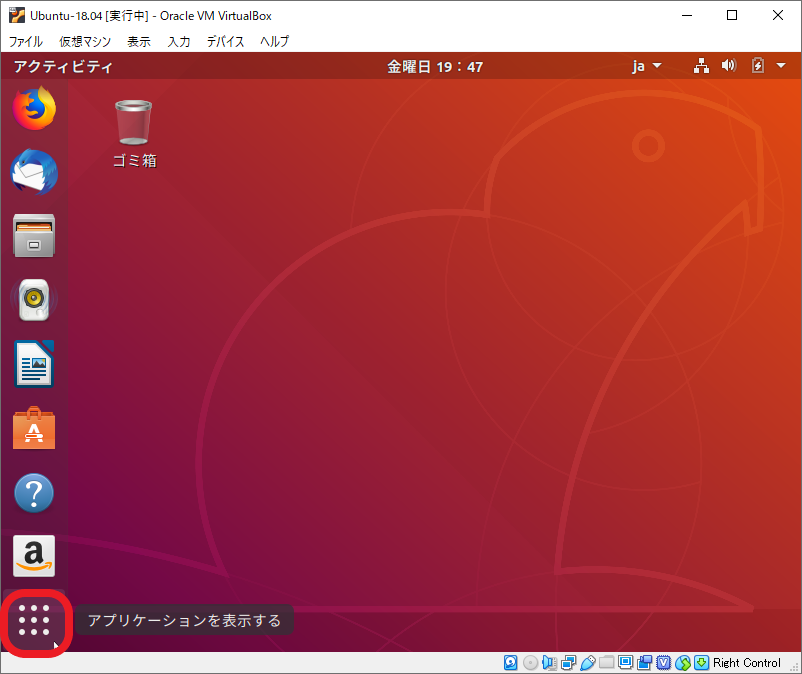 Ubuntu-18.04 [実行中] - Oracle VM VirtualBox
ファイル 仮想マシン 表示 入力 デバイス ヘルプ
アクティビティ 金曜日 19：47 ja
ゴミ箱
アプリケーションを表示する
Right Control